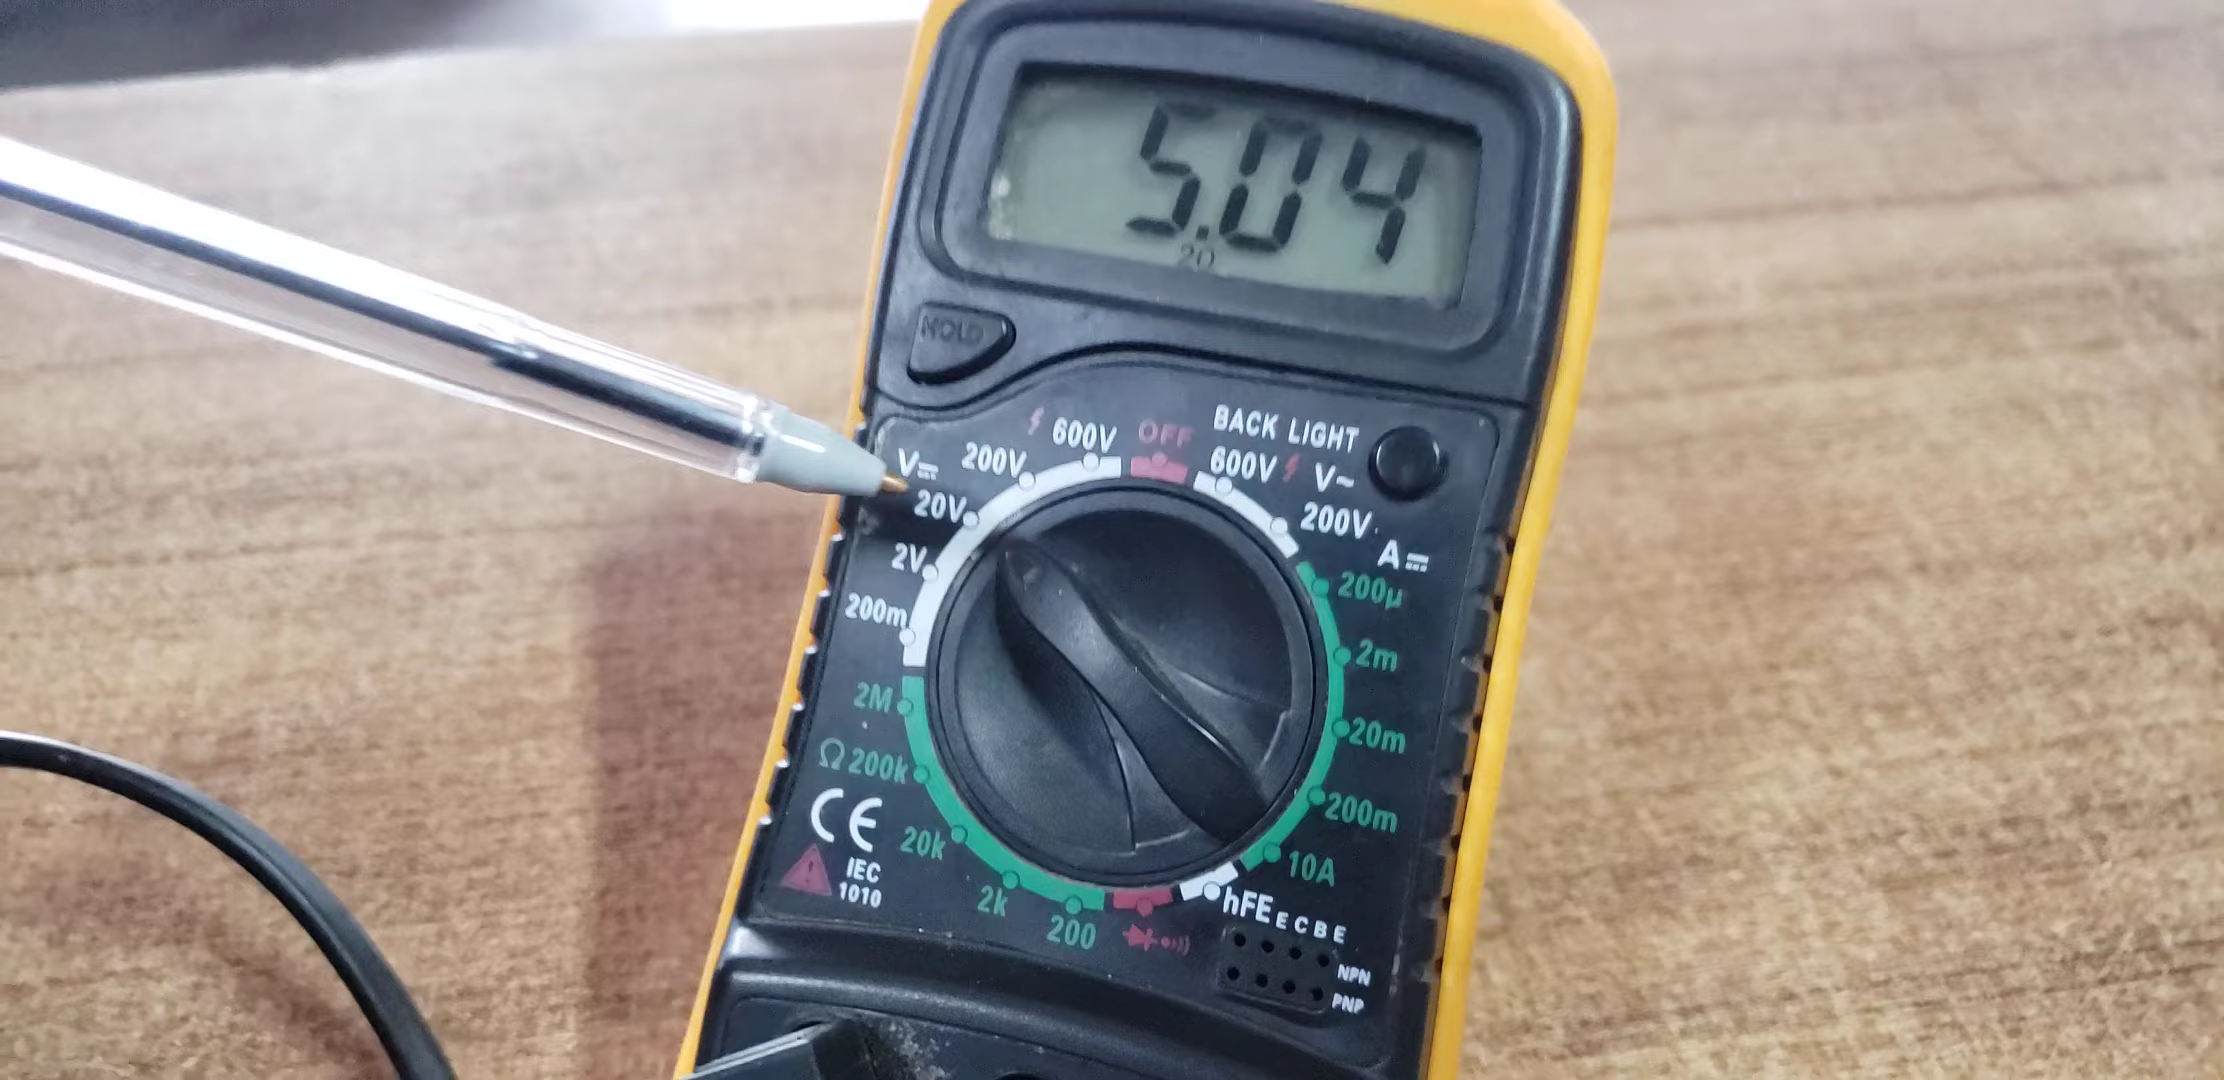 5.04
20
HOLD
BACK LIGHT
OFF
600V
600V
V~
200V
200V
V⎓
20V
2V
200m
A⎓
200µ
2m
20m
200m
10A
2M
Ω 200k
20k
2k
200
CE
IEC
1010
hFE E C B E
NPN
PNP